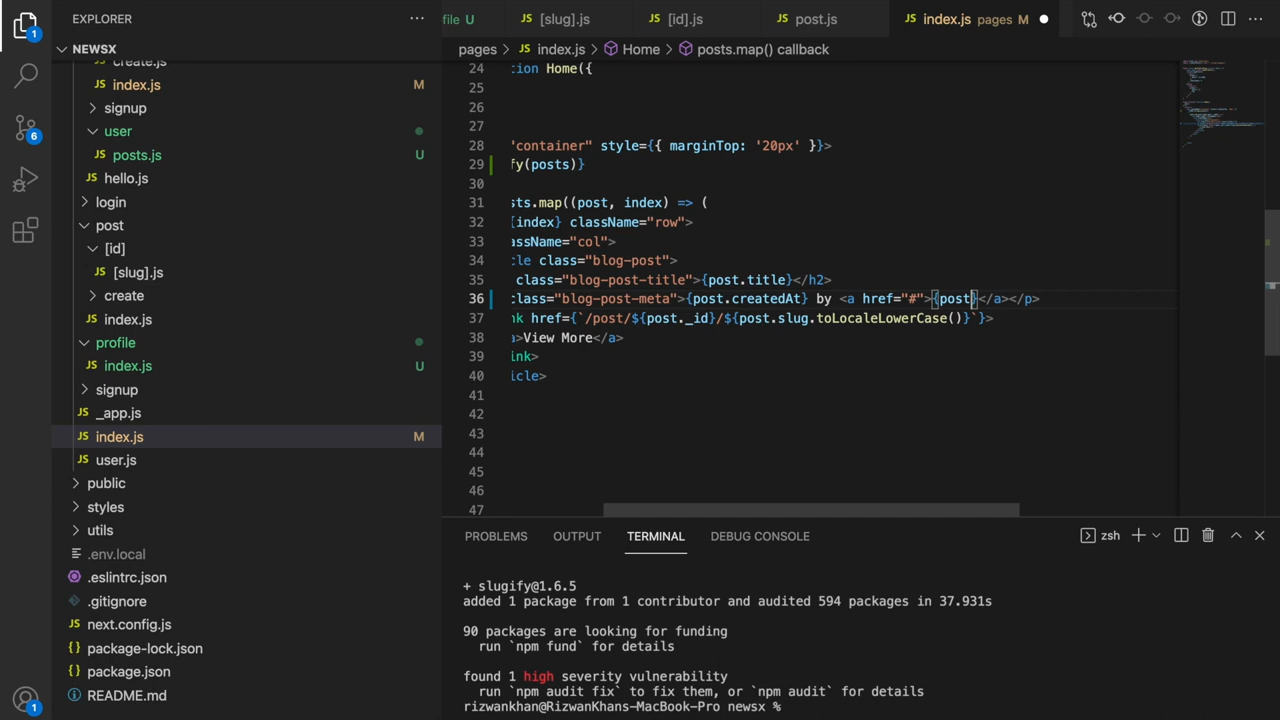 EXPLORER
NEWSX
create.js
index.js M
signup
user
posts.js U
hello.js
login
post
[id]
[slug].js
create
index.js
profile
index.js U
signup
_app.js
index.js M
user.js
public
styles
utils
.env.local
.eslintrc.json
.gitignore
next.config.js
package-lock.json
package.json
README.md
1
6
1
file U [slug].js [id].js post.js index.js pages M
pages > index.js > Home > posts.map() callback
24 tion Home({
25
26
27
28 "container" style={{ marginTop: '20px' }}>
29 fy(posts)}
30
31 sts.map((post, index) => (
32 {index} className="row">
33 assName="col">
34 cle class="blog-post">
35 class="blog-post-title">{post.title}</h2>
36 class="blog-post-meta">{post.createdAt} by <a href="#">{post}</a></p>
37 nk href={`/post/${post._id}/${post.slug.toLocaleLowerCase()}`}>
38 a>View More</a>
39 ink>
40 icle>
41
42
43
44
45
46
47
PROBLEMS OUTPUT TERMINAL DEBUG CONSOLE zsh
+ slugify@1.6.5
added 1 package from 1 contributor and audited 594 packages in 37.931s
90 packages are looking for funding
run `npm fund` for details
found 1 high severity vulnerability
run `npm audit fix` to fix them, or `npm audit` for details
rizwankhan@RizwanKhans-MacBook-Pro newsx %